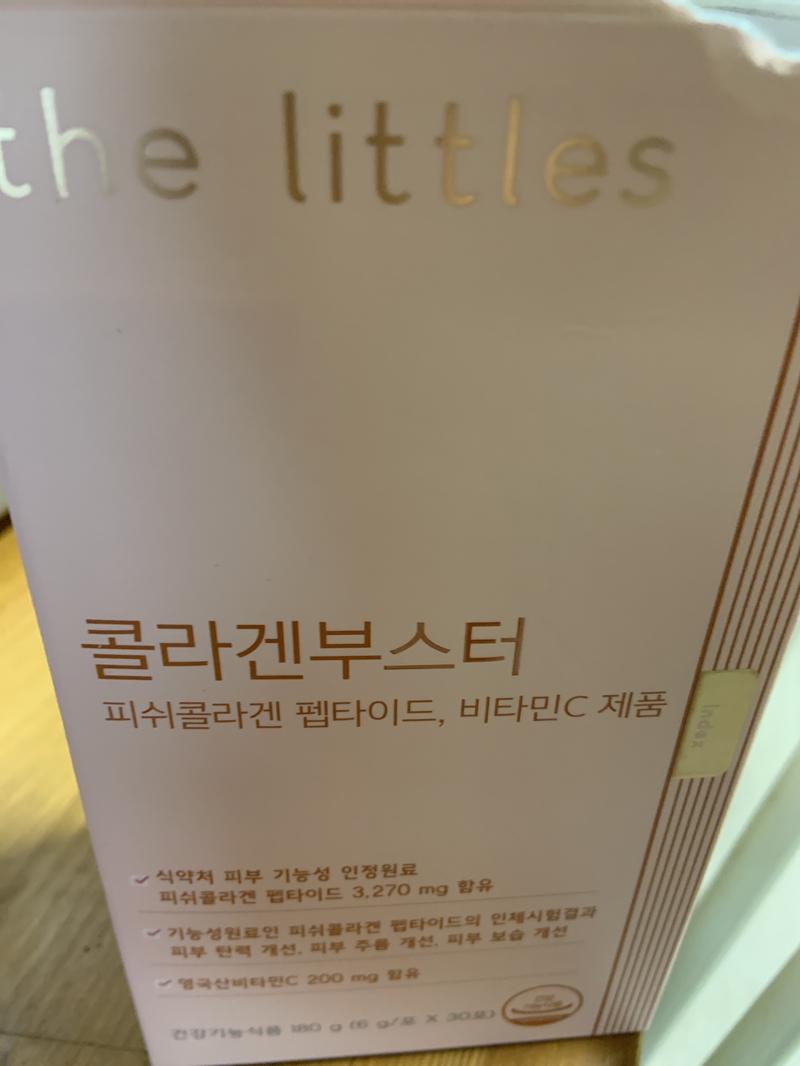 the littles
콜라겐부스터
피쉬콜라겐 펩타이드, 비타민C 제품
index
식약처 피부 기능성 인정원료
피쉬콜라겐 펩타이드 3,270 mg 함유
기능성원료인 피쉬콜라겐 펩타이드의 인체시험결과
피부 탄력 개선, 피부 주름 개선, 피부 보습 개선
영국산비타민C 200 mg 함유
건강기능식품 180 g (6 g/포 X 30포)